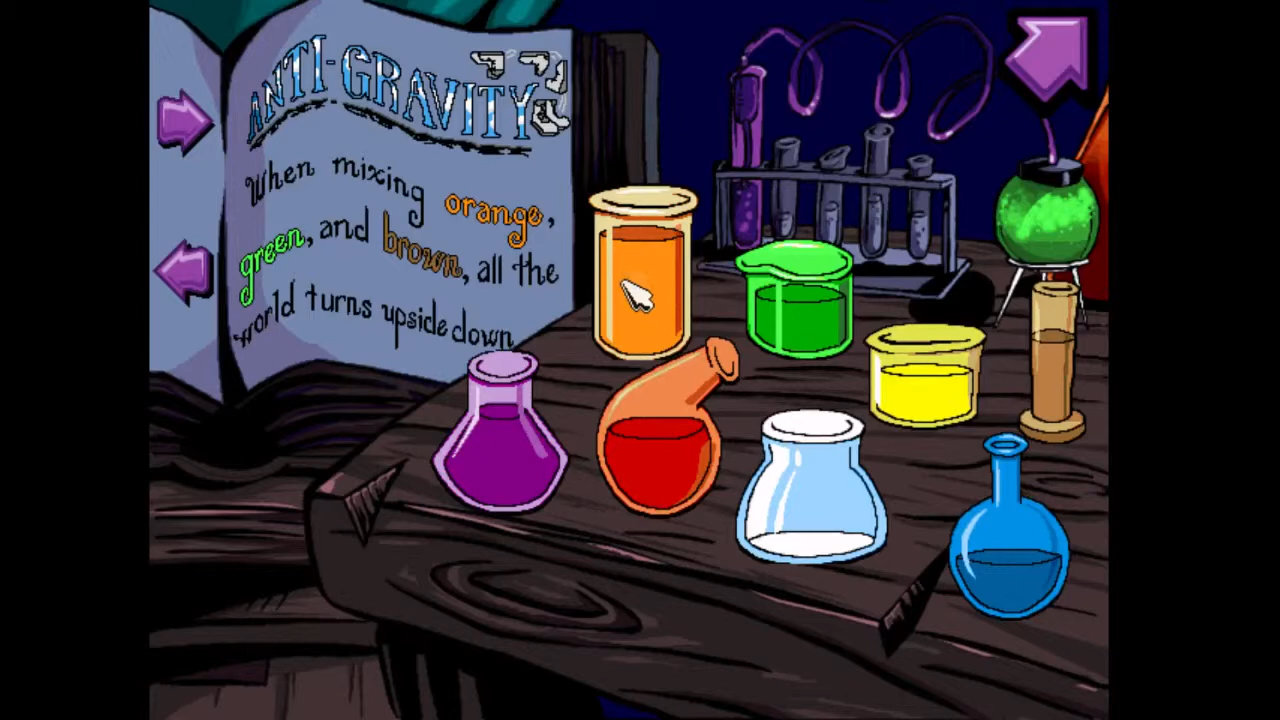 ANTI-GRAVITY
When mixing orange,
green, and brown, all the
world turns upside down